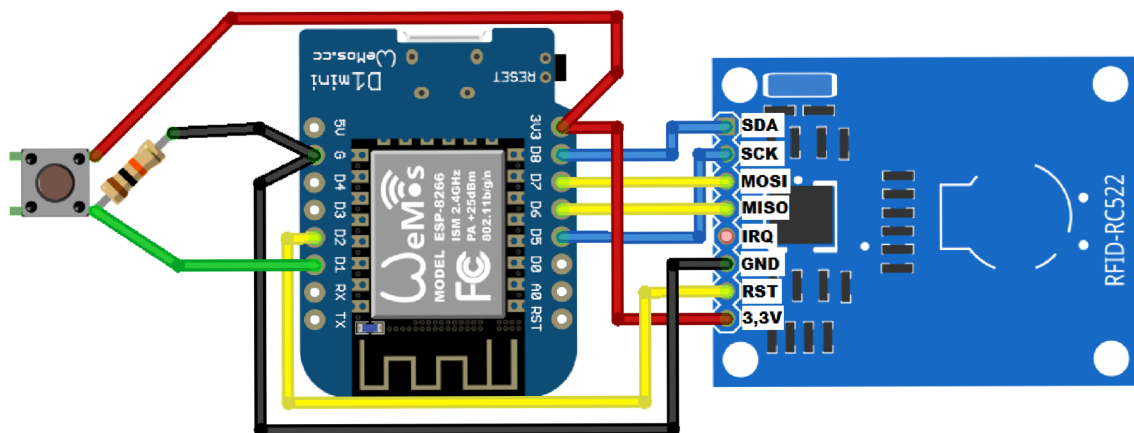 WeMos.cc
D1mini
RESET
5V
G
D4
D3
D2
D1
RX
TX
WeMos
MODEL ESP-8266
ISM 2.4GHz
PA +25dBm
802.11b/g/n
FC
3V3
D8
D7
D6
D5
D0
A0
RST
SDA
SCK
MOSI
MISO
IRQ
GND
RST
3,3V
RFID-RC522